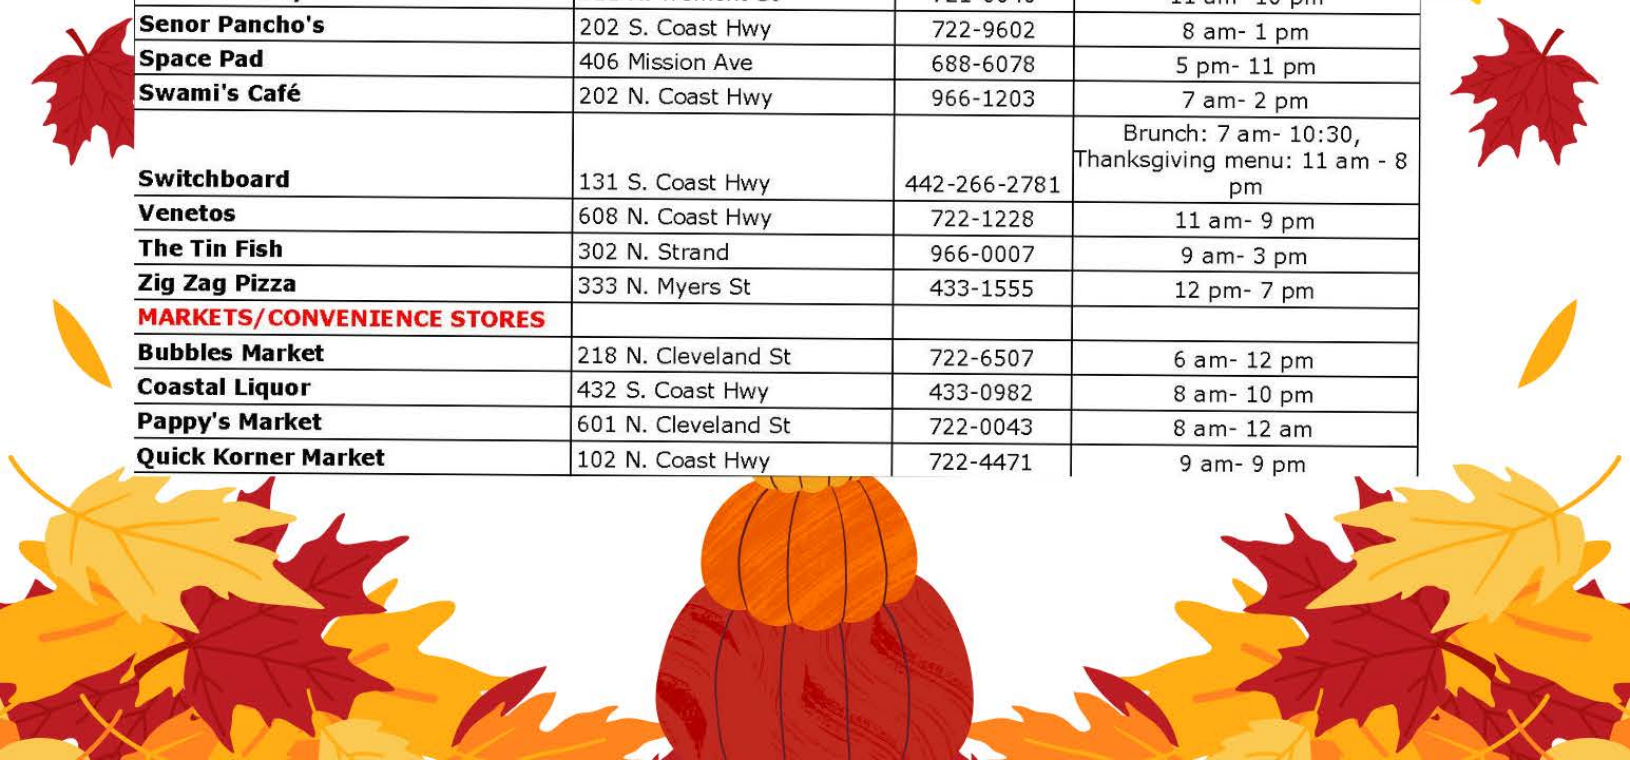 Senor Pancho's 202 S. Coast Hwy 722-9602 8 am- 1 pm
Space Pad 406 Mission Ave 688-6078 5 pm- 11 pm
Swami's Café 202 N. Coast Hwy 966-1203 7 am- 2 pm
Brunch: 7 am- 10:30,
Thanksgiving menu: 11 am - 8
Switchboard 131 S. Coast Hwy 442-266-2781 pm
Venetos 608 N. Coast Hwy 722-1228 11 am- 9 pm
The Tin Fish 302 N. Strand 966-0007 9 am- 3 pm
Zig Zag Pizza 333 N. Myers St 433-1555 12 pm- 7 pm
MARKETS/CONVENIENCE STORES
Bubbles Market 218 N. Cleveland St 722-6507 6 am- 12 pm
Coastal Liquor 432 S. Coast Hwy 433-0982 8 am- 10 pm
Pappy's Market 601 N. Cleveland St 722-0043 8 am- 12 am
Quick Korner Market 102 N. Coast Hwy 722-4471 9 am- 9 pm